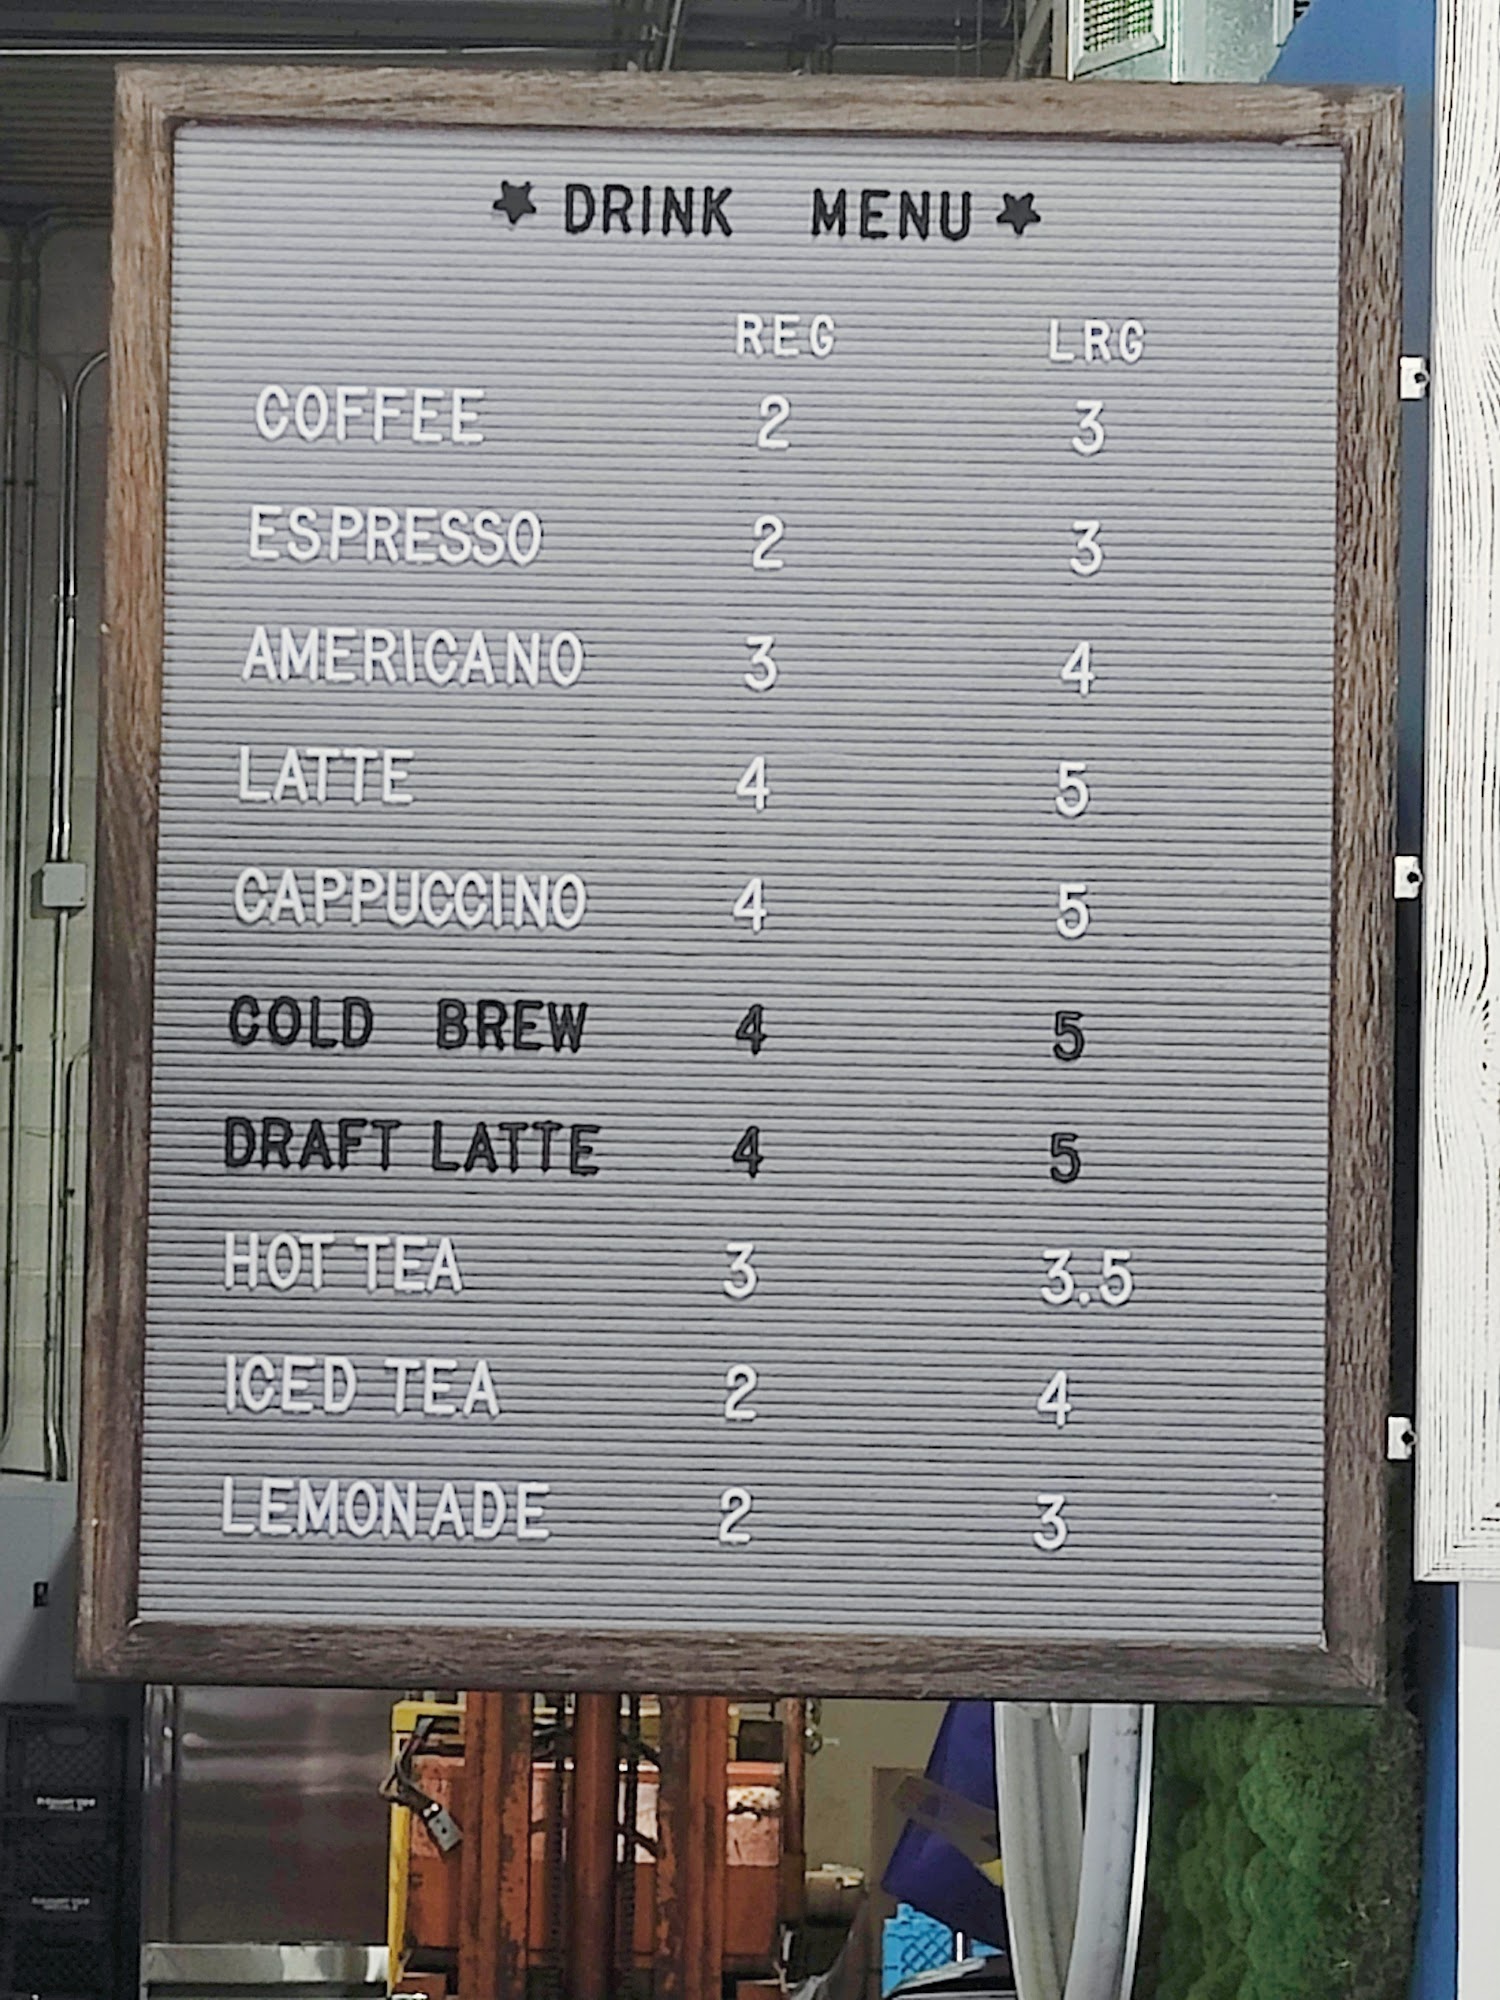 ★ DRINK MENU ★
REG LRG
COFFEE 2 3
ESPRESSO 2 3
AMERICANO 3 4
LATTE 4 5
CAPPUCCINO 4 5
COLD BREW 4 5
DRAFT LATTE 4 5
HOT TEA 3 3.5
ICED TEA 2 4
LEMONADE 2 3